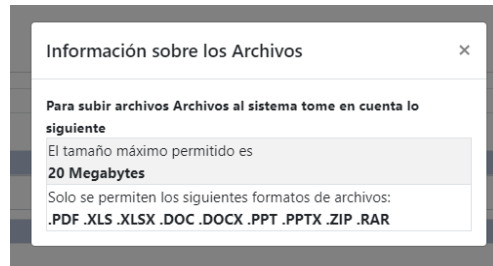 Información sobre los Archivos
×
Para subir archivos Archivos al sistema tome en cuenta lo
siguiente
El tamaño máximo permitido es
20 Megabytes
Solo se permiten los siguientes formatos de archivos:
.PDF .XLS .XLSX .DOC .DOCX .PPT .PPTX .ZIP .RAR